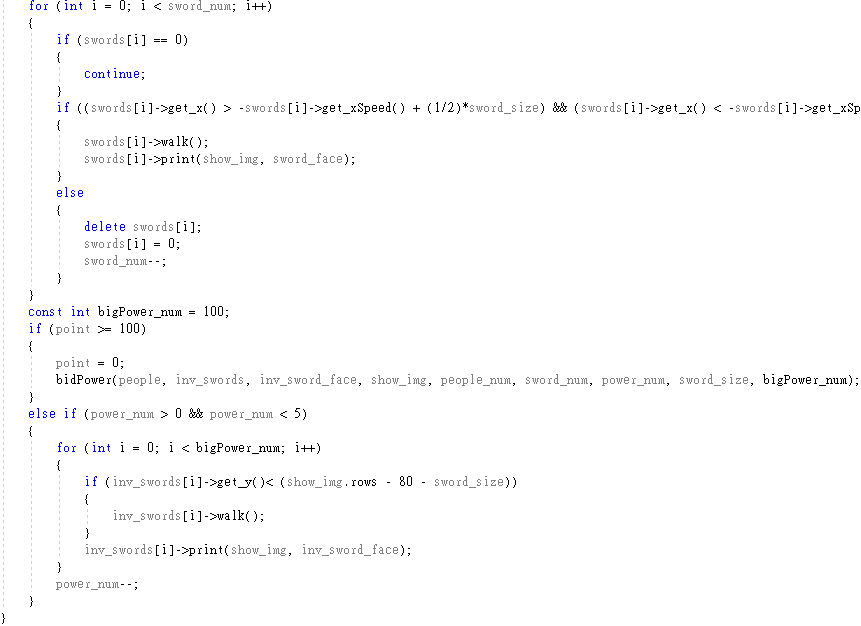 for (int i = 0; i < sword_num; i++)
{
if (swords[i] == 0)
{
continue;
}
if ((swords[i]->get_x() > -swords[i]->get_xSpeed() + (1/2)*sword_size) && (swords[i]->get_x() < -swords[i]->get_xSp
{
swords[i]->walk();
swords[i]->print(show_img, sword_face);
}
else
{
delete swords[i];
swords[i] = 0;
sword_num--;
}
}
const int bigPower_num = 100;
if (point >= 100)
{
point = 0;
bidPower(people, inv_swords, inv_sword_face, show_img, people_num, sword_num, power_num, sword_size, bigPower_num);
}
else if (power_num > 0 && power_num < 5)
{
for (int i = 0; i < bigPower_num; i++)
{
if (inv_swords[i]->get_y()< (show_img.rows - 80 - sword_size))
{
inv_swords[i]->walk();
}
inv_swords[i]->print(show_img, inv_sword_face);
}
power_num--;
}
}